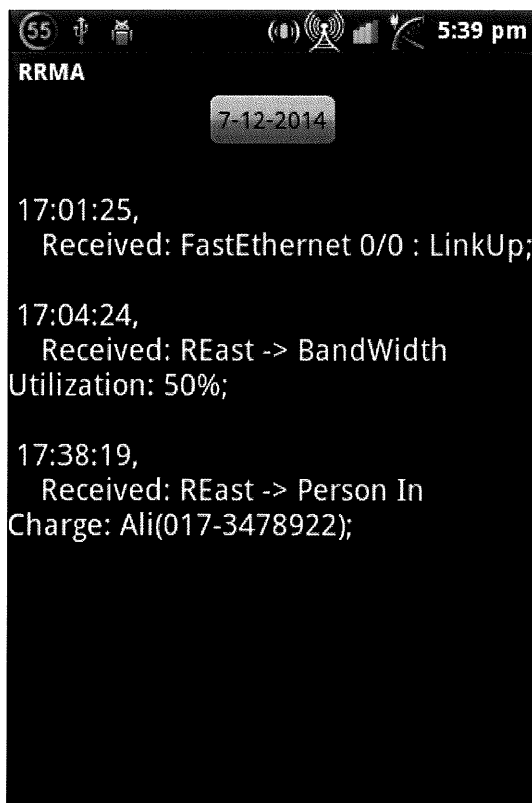 55 5:39 pm
RRMA
7-12-2014
17:01:25,
Received: FastEthernet 0/0 : LinkUp;
17:04:24,
Received: REast -> BandWidth
Utilization: 50%;
17:38:19,
Received: REast -> Person In
Charge: Ali(017-3478922);